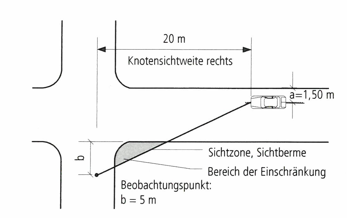 20 m
Knotensichtweite rechts
a=1,50 m
b
Sichtzone, Sichtberme
Bereich der Einschränkung
Beobachtungspunkt:
b = 5 m